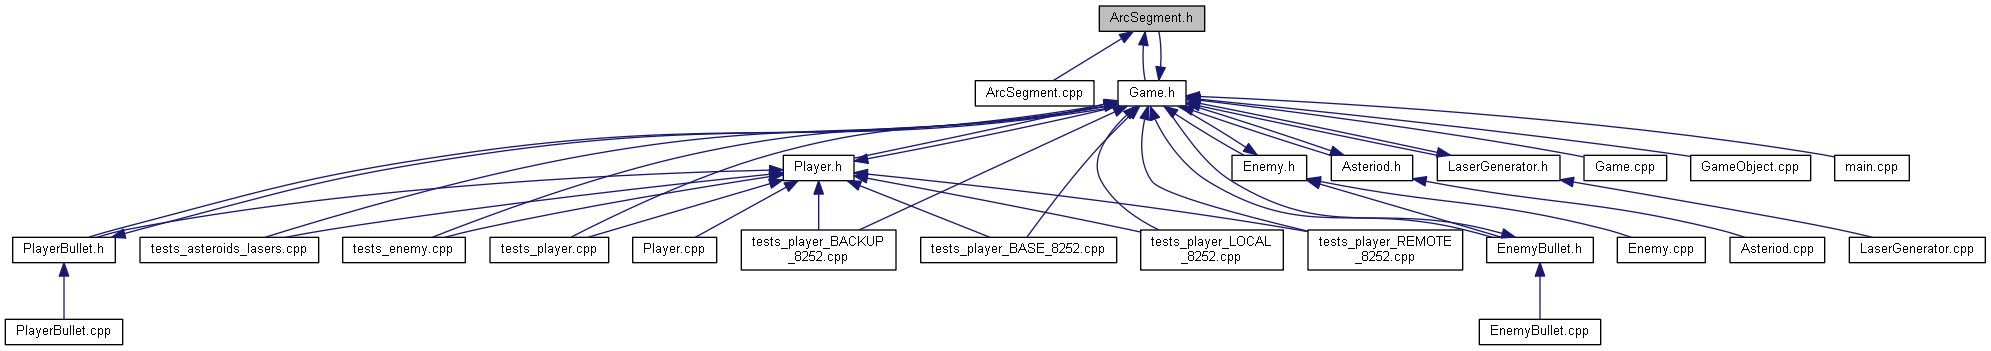 ArcSegment.h
ArcSegment.cpp
Game.h
Player.h
Enemy.h
Asteriod.h
LaserGenerator.h
Game.cpp
GameObject.cpp
main.cpp
PlayerBullet.h
tests_asteroids_lasers.cpp
tests_enemy.cpp
tests_player.cpp
Player.cpp
tests_player_BACKUP
_8252.cpp
tests_player_BASE_8252.cpp
tests_player_LOCAL
_8252.cpp
tests_player_REMOTE
_8252.cpp
EnemyBullet.h
Enemy.cpp
Asteriod.cpp
LaserGenerator.cpp
PlayerBullet.cpp
EnemyBullet.cpp